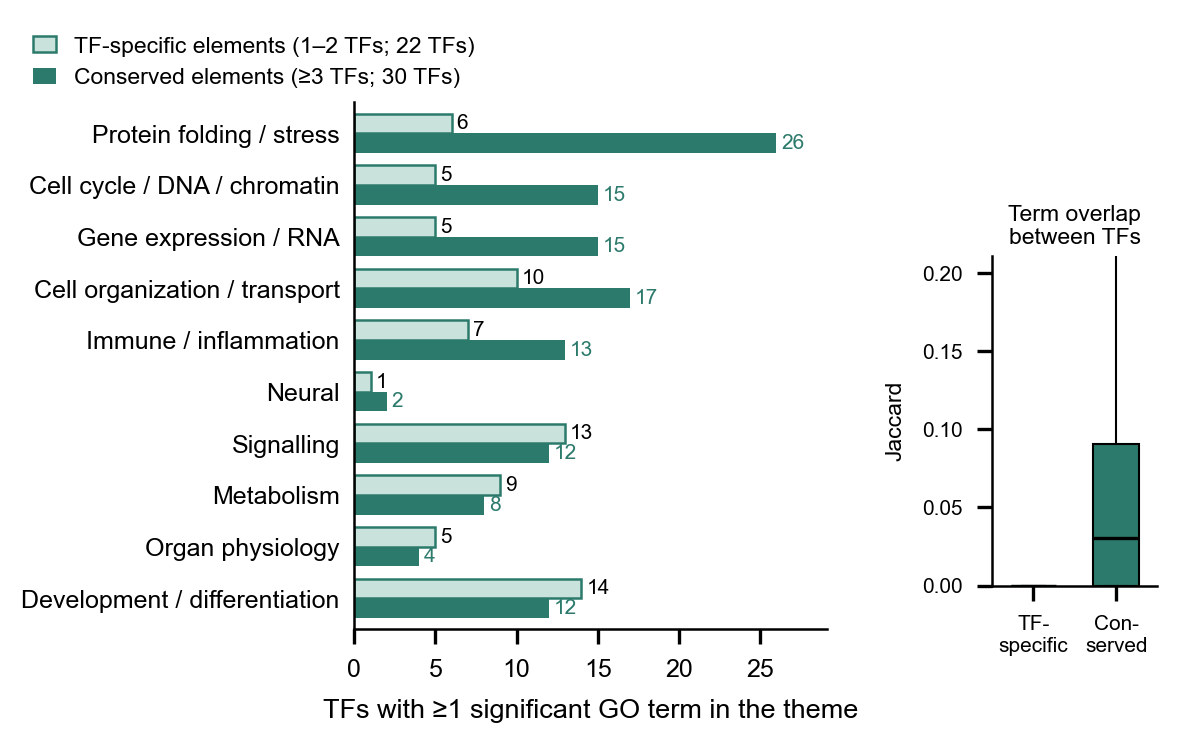 TF-specific elements (1–2 TFs; 22 TFs)
Conserved elements (≥3 TFs; 30 TFs)
Protein folding / stress
6
26
Cell cycle / DNA / chromatin
5
15
Gene expression / RNA
5
15
Cell organization / transport
10
17
Immune / inflammation
7
13
Neural
1
2
Signalling
13
12
Metabolism
9
8
Organ physiology
5
4
Development / differentiation
14
12
0 5 10 15 20 25
TFs with ≥1 significant GO term in the theme
Term overlap
between TFs
Jaccard
0.20
0.15
0.10
0.05
0.00
TF-
specific
Con-
served